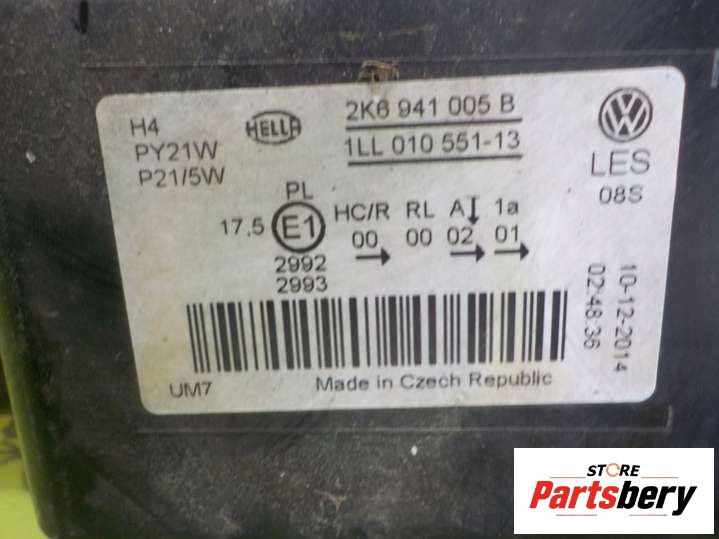 H4
PY21W
P21/5W
HELLA
2K6 941 005 B
1LL 010 551-13
VW
LES
08S
PL
17,5 E1
2992
2993
HC/R RL A 1a
00 00 02 01
10-12-2014
02:48:36
UM7
Made in Czech Republic
STORE
Partsbery